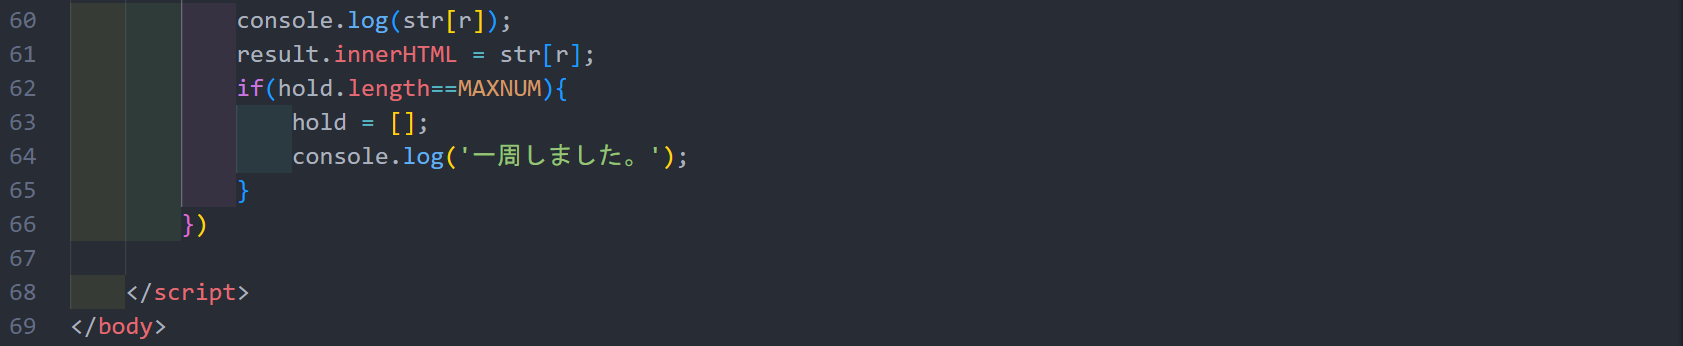 60 console.log(str[r]);
61 result.innerHTML = str[r];
62 if(hold.length==MAXNUM){
63 hold = [];
64 console.log('一周しました。');
65 }
66 })
67
68 </script>
69 </body>